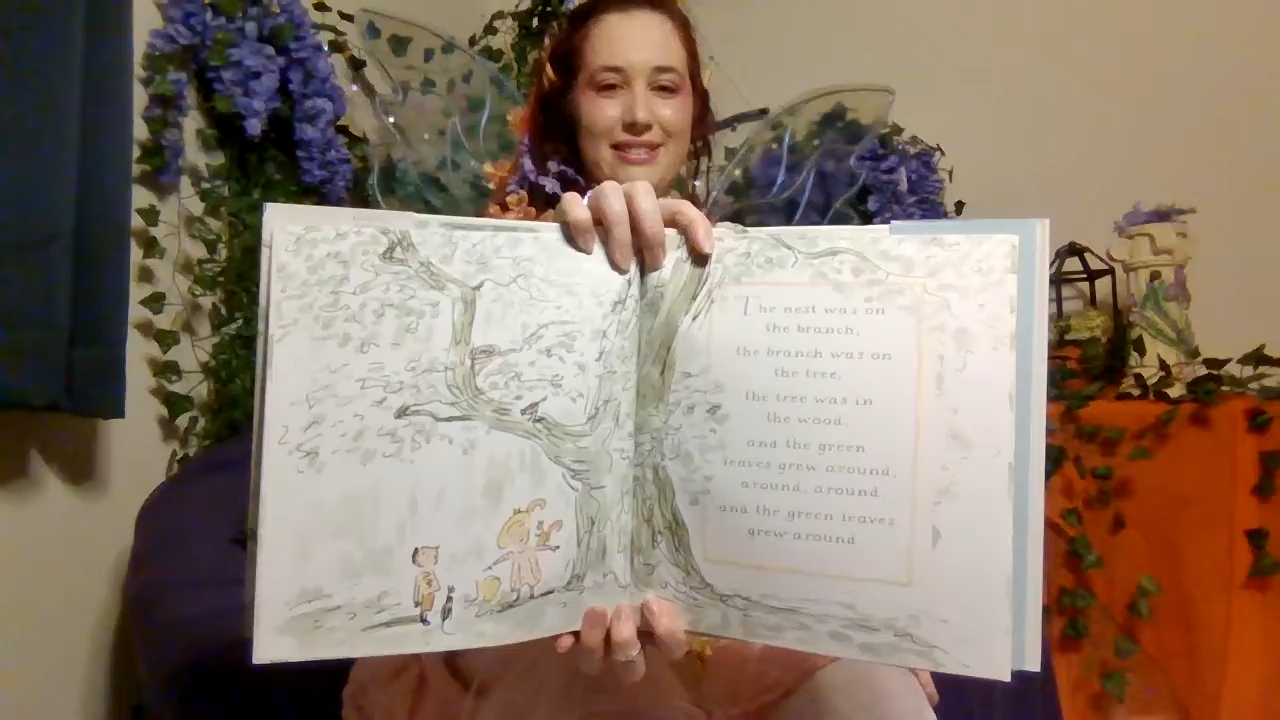 The nest was on
the branch,
the branch was on
the tree,
the tree was in
the wood,
and the green
leaves grew around,
around, around
and the green leaves
grew around